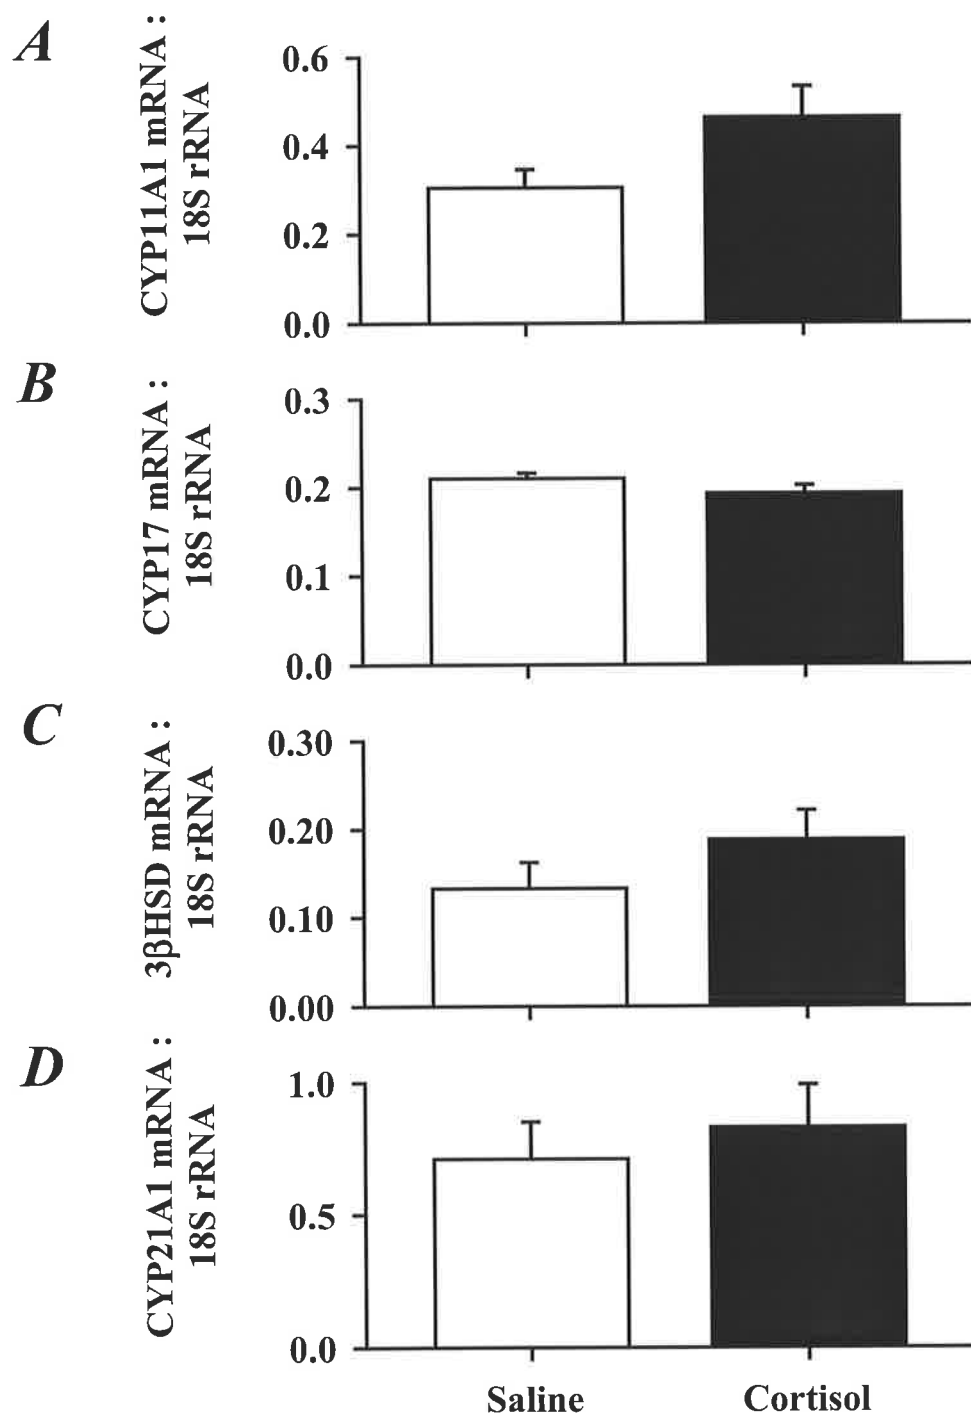 A
CYP11A1 mRNA :
18S rRNA
0.6
0.4
0.2
0.0
B
CYP17 mRNA :
18S rRNA
0.3
0.2
0.1
0.0
C
3βHSD mRNA :
18S rRNA
0.30
0.20
0.10
0.00
D
CYP21A1 mRNA :
18S rRNA
1.0
0.5
0.0
Saline Cortisol